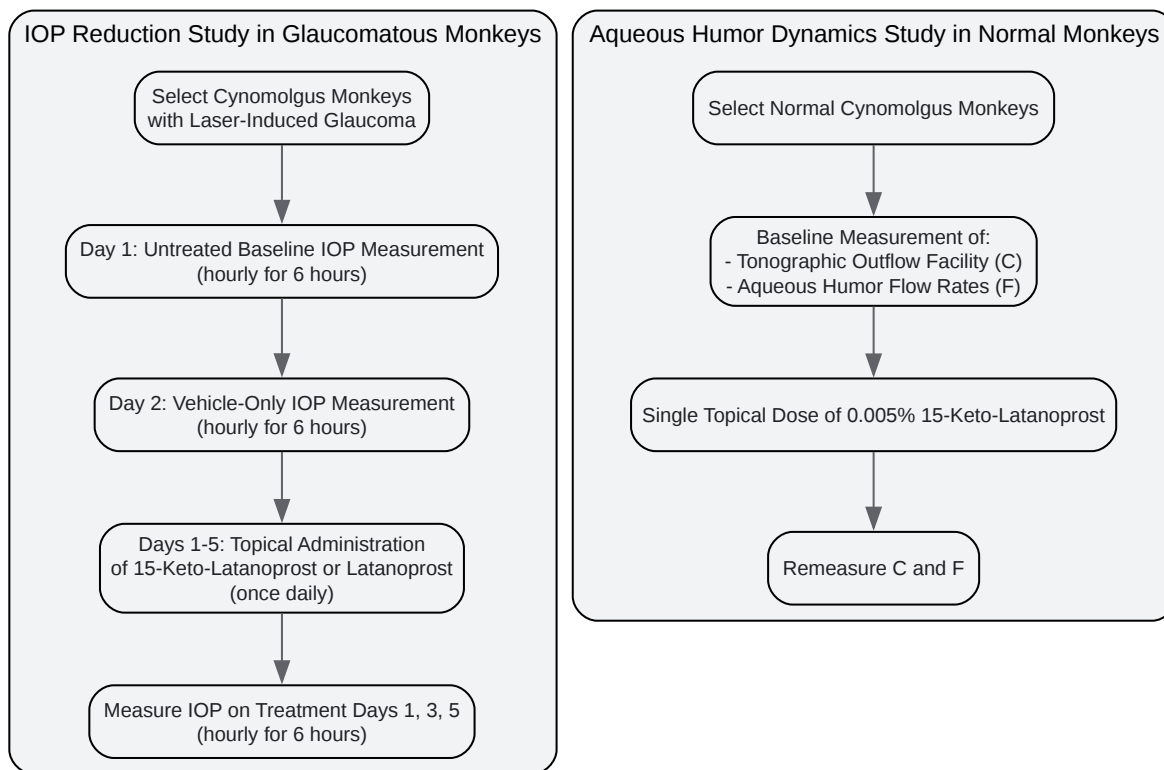 IOP Reduction Study in Glaucomatous Monkeys
Select Cynomolgus Monkeys
with Laser-Induced Glaucoma
Day 1: Untreated Baseline IOP Measurement
(hourly for 6 hours)
Day 2: Vehicle-Only IOP Measurement
(hourly for 6 hours)
Days 1-5: Topical Administration
of 15-Keto-Latanoprost or Latanoprost
(once daily)
Measure IOP on Treatment Days 1, 3, 5
(hourly for 6 hours)
Aqueous Humor Dynamics Study in Normal Monkeys
Select Normal Cynomolgus Monkeys
Baseline Measurement of:
- Tonographic Outflow Facility (C)
- Aqueous Humor Flow Rates (F)
Single Topical Dose of 0.005% 15-Keto-Latanoprost
Remeasure C and F